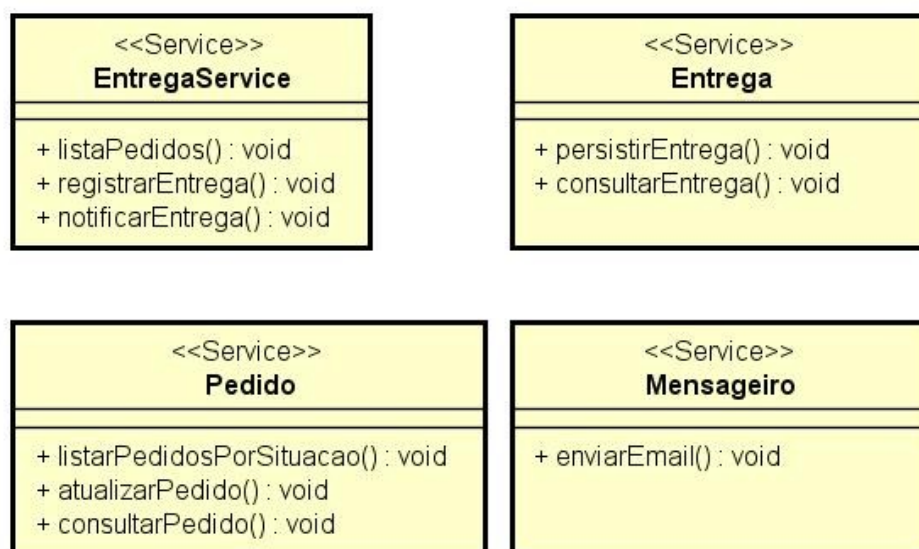 <<Service>>
EntregaService
+ listaPedidos() : void
+ registrarEntrega() : void
+ notificarEntrega() : void
<<Service>>
Entrega
+ persistirEntrega() : void
+ consultarEntrega() : void
<<Service>>
Pedido
+ listarPedidosPorSituacao() : void
+ atualizarPedido() : void
+ consultarPedido() : void
<<Service>>
Mensageiro
+ enviarEmail() : void